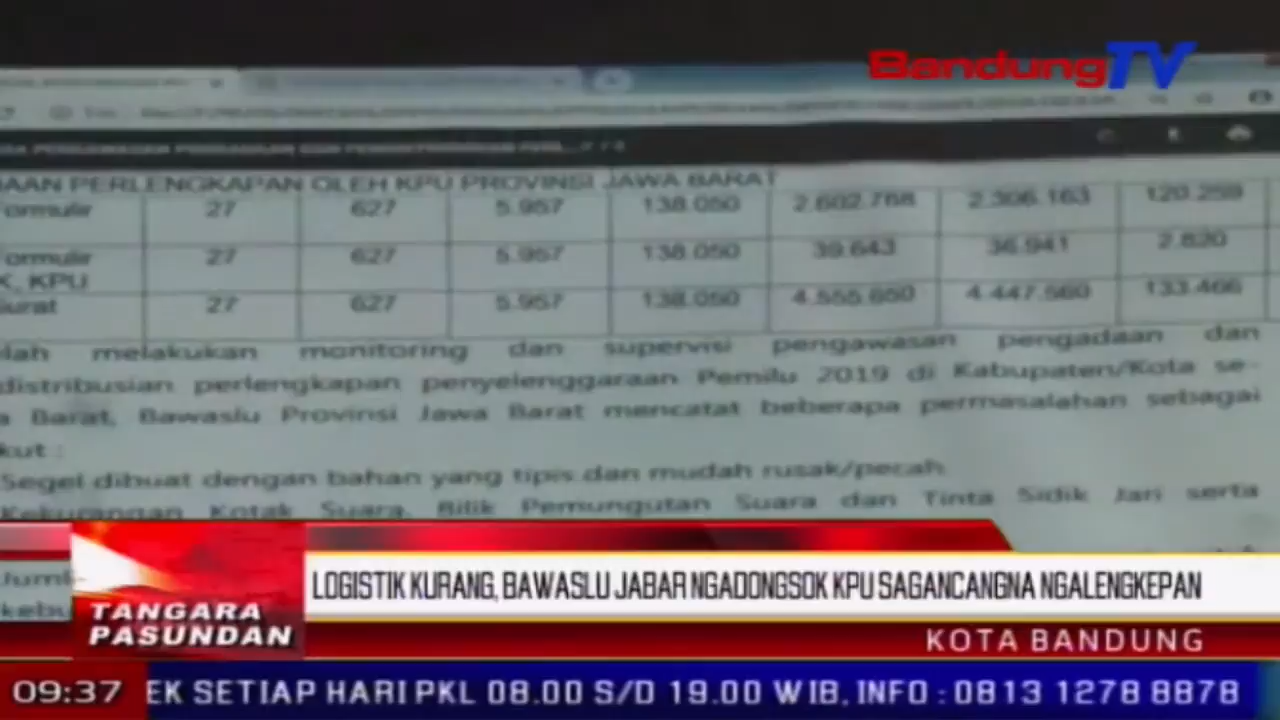 BandungTV
PERLENGKAPAN OLEH KPU PROVINSI JAWA BARAT
Formulir 27 627 5.957 138.050 2.602.768 2.306.163 120.259
Formulir 27 627 5.957 138.050 39.643 36.941 2.820
K, KPU
Surat 27 627 5.957 138.050 4.555.650 4.447.560 133.466
lah melakukan monitoring dan supervisi pengawasan pengadaan dan
distribusian perlengkapan penyelenggaraan Pemilu 2019 di Kabupaten/Kota se-
a Barat, Bawaslu Provinsi Jawa Barat mencatat beberapa permasalahan sebagai
kut :
Segel dibuat dengan bahan yang tipis dan mudah rusak/pecah
Kekurangan Kotak Suara, Bilik Pemungutan Suara dan Tinta Sidik Jari serta
LOGISTIK KURANG, BAWASLU JABAR NGADONGSOK KPU SAGANCANGNA NGALENGKEPAN
TANGARA
PASUNDAN
KOTA BANDUNG
09:37 EK SETIAP HARI PKL 08.00 S/D 19.00 WIB, INFO : 0813 1278 8878